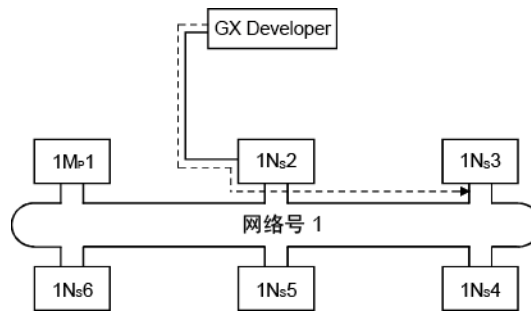 GX Developer
1MP1
1NS2
1NS3
网络号 1
1NS6
1NS5
1NS4